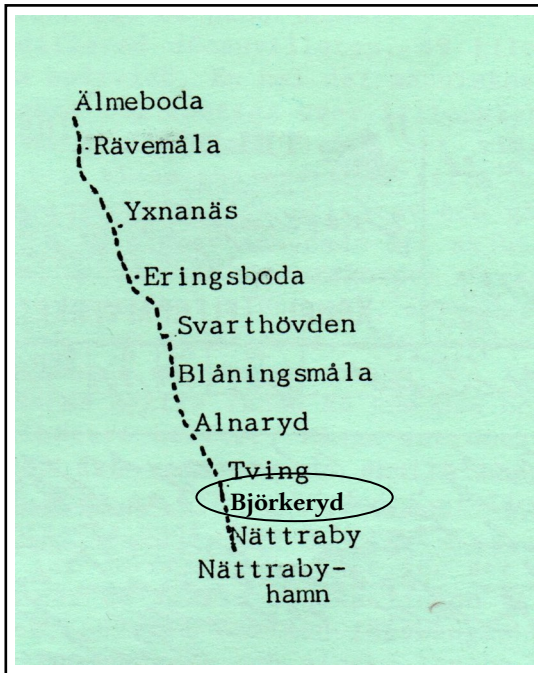 Älmeboda
Rävemåla
Yxnanäs
Eringsboda
Svarthövden
Blåningsmåla
Alnaryd
Tving
Björkeryd
Nättraby
Nättraby-
hamn